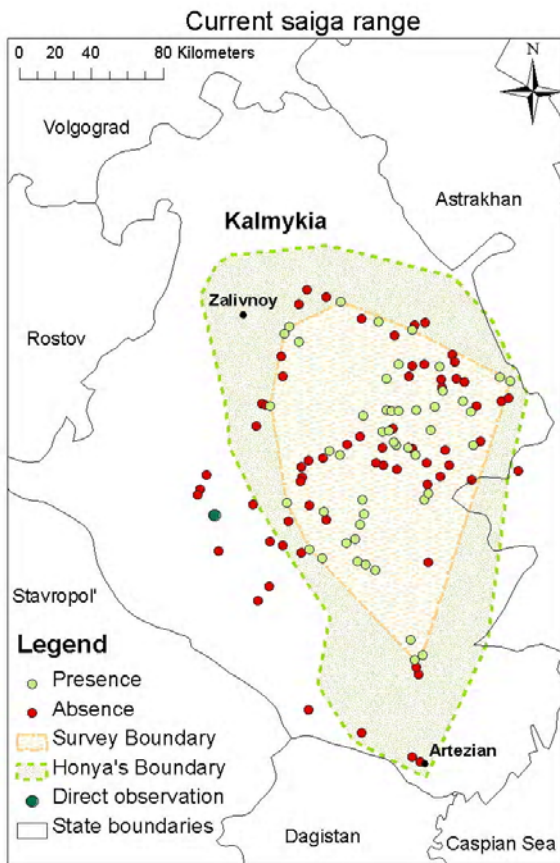 Current saiga range
0 20 40 80 Kilometers
N
Volgograd
Astrakhan
Kalmykia
Zalivnoy
Rostov
Stavropol'
Legend
Presence
Absence
Survey Boundary
Honya's Boundary
Direct observation
State boundaries
Artezian
Dagistan
Caspian Sea